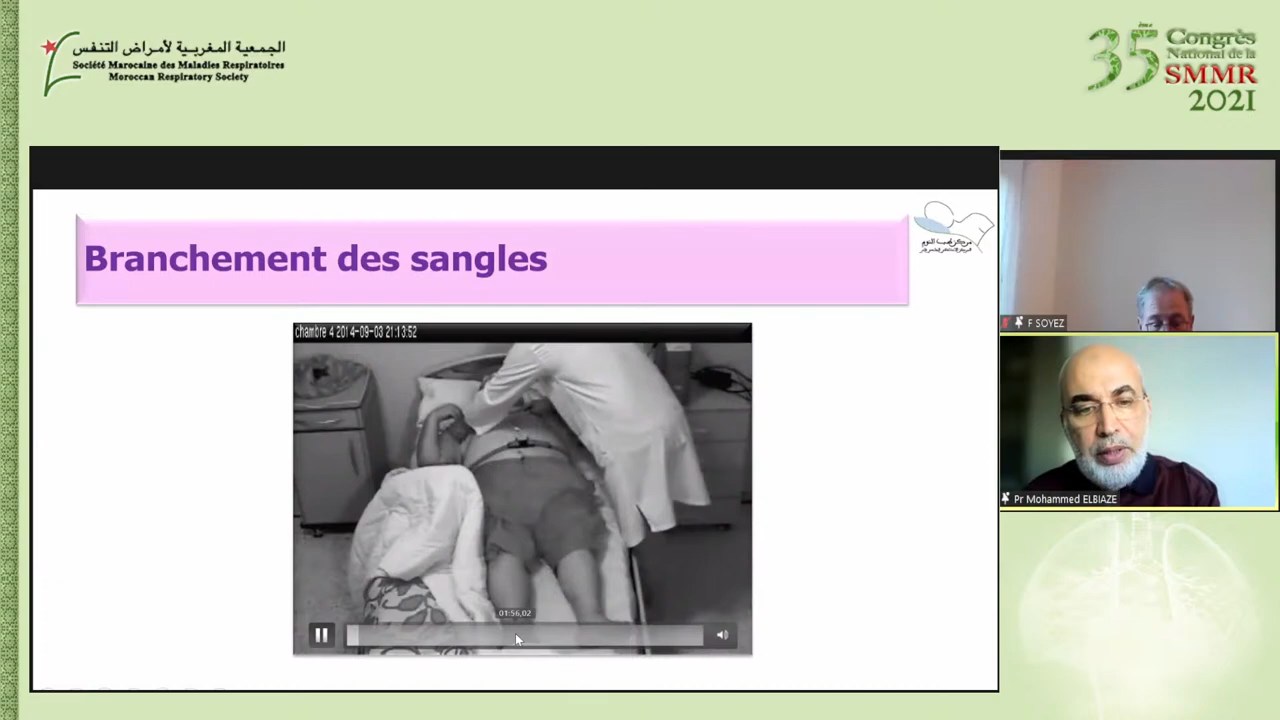 الجمعية المغربية لأمراض التنفس
Société Marocaine des Maladies Respiratoires
Moroccan Respiratory Society
35ème Congrès
National de la
SMMR
2021
Branchement des sangles
chambre 4 2014-09-03 21:13:52
01:56,02
F SOYEZ
Pr Mohammed ELBIAZE